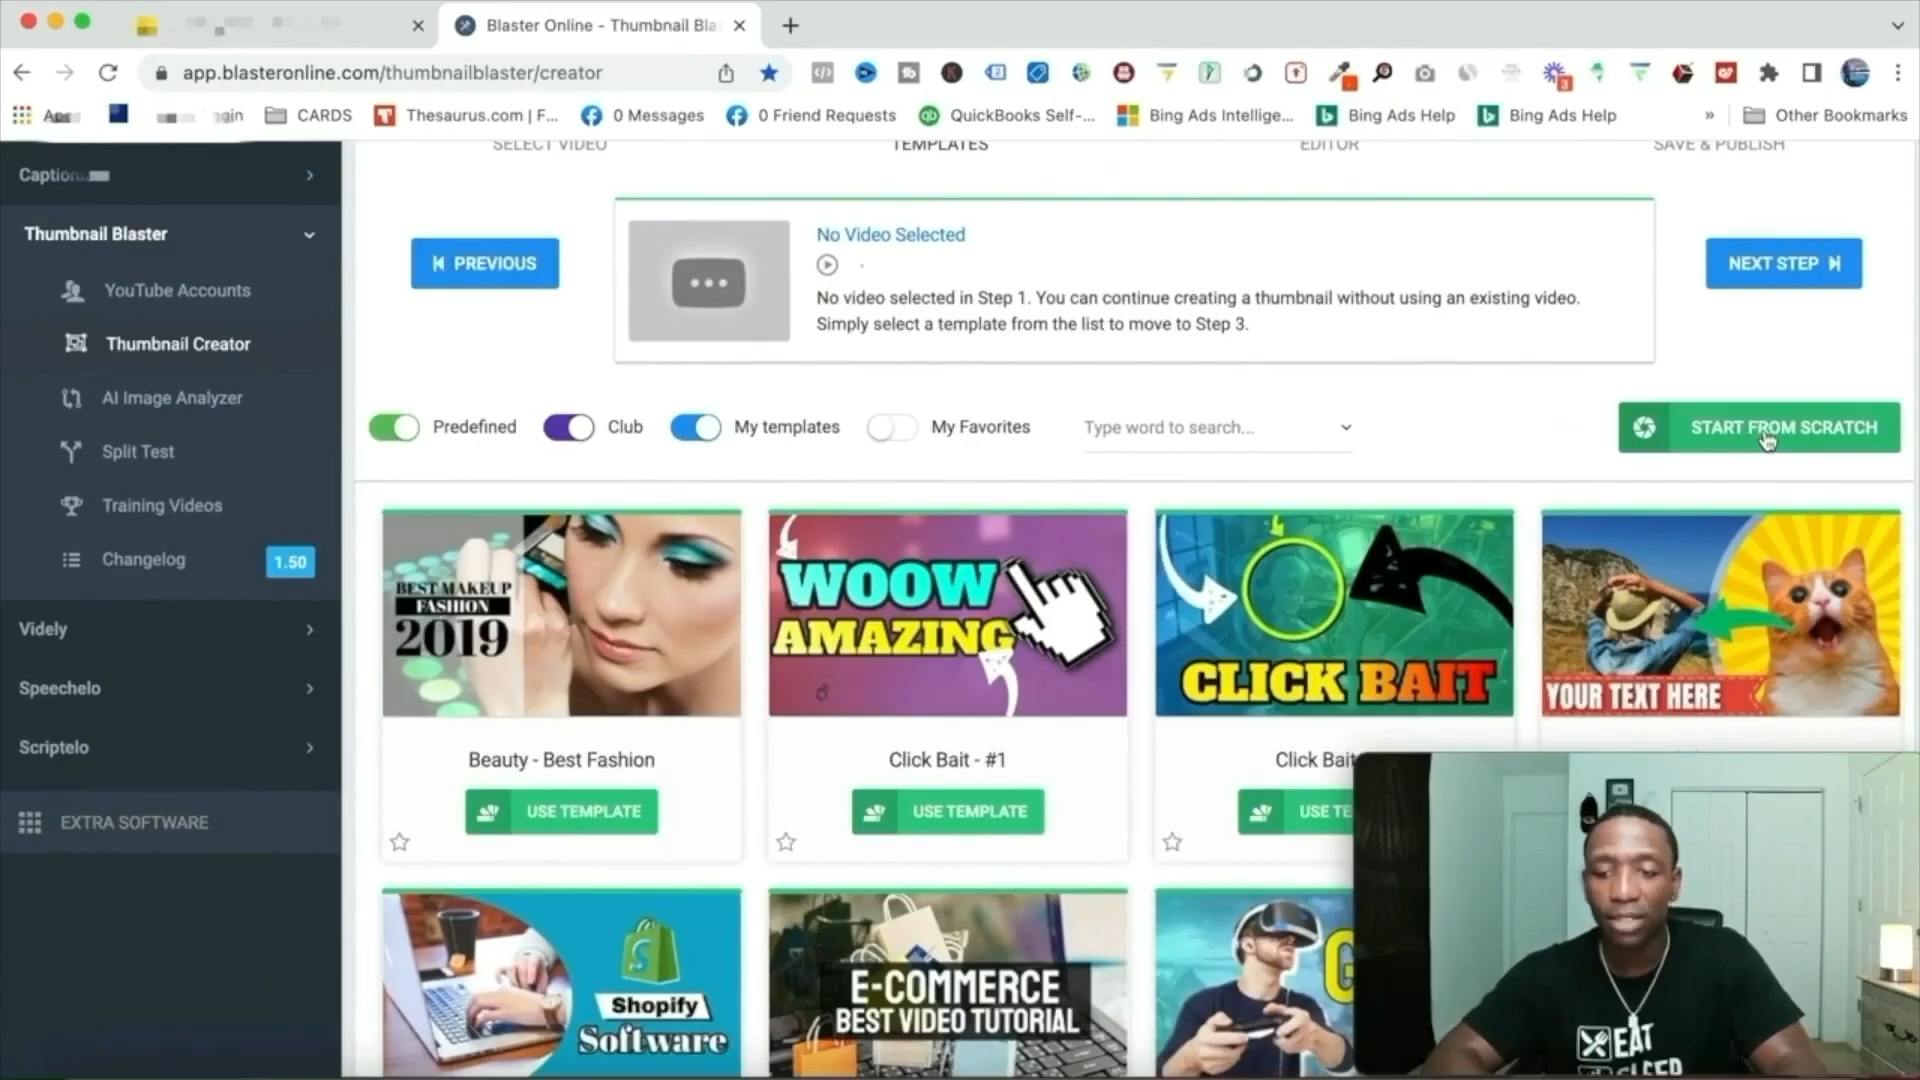 Blaster Online - Thumbnail Bla
app.blasteronline.com/thumbnailblaster/creator
CARDS
Thesaurus.com | F...
0 Messages
0 Friend Requests
QuickBooks Self-...
Bing Ads Intellige...
Bing Ads Help
Bing Ads Help
»
Other Bookmarks
SELECT VIDEO
TEMPLATES
EDITOR
SAVE & PUBLISH
Thumbnail Blaster
YouTube Accounts
Thumbnail Creator
AI Image Analyzer
Split Test
Training Videos
Changelog
1.50
Videly
Speechelo
Scriptelo
EXTRA SOFTWARE
PREVIOUS
No Video Selected
No video selected in Step 1. You can continue creating a thumbnail without using an existing video.
Simply select a template from the list to move to Step 3.
NEXT STEP
Predefined
Club
My templates
My Favorites
Type word to search...
START FROM SCRATCH
BEST MAKEUP
FASHION
2019
WOOW
AMAZING
CLICK BAIT
YOUR TEXT HERE
Beauty - Best Fashion
Click Bait - #1
Click Bait
USE TEMPLATE
USE TEMPLATE
USE TE
Shopify
Software
E-COMMERCE
BEST VIDEO TUTORIAL
G
EAT